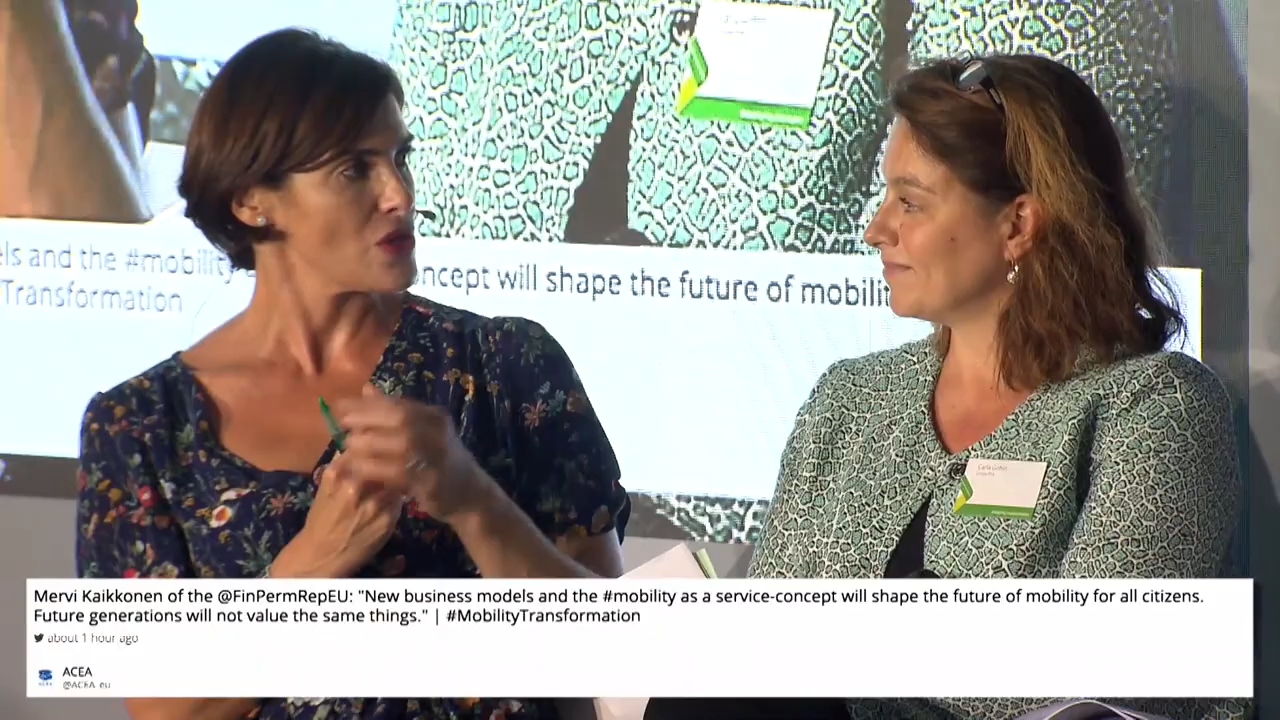 els and the #mobility
oncept will shape the future of mobilit
Transformation
Carla
Mervi Kaikkonen of the @FinPermRepEU: "New business models and the #mobility as a service-concept will shape the future of mobility for all citizens.
Future generations will not value the same things." | #MobilityTransformation
about 1 hour ago
ACEA
@ACEA_eu